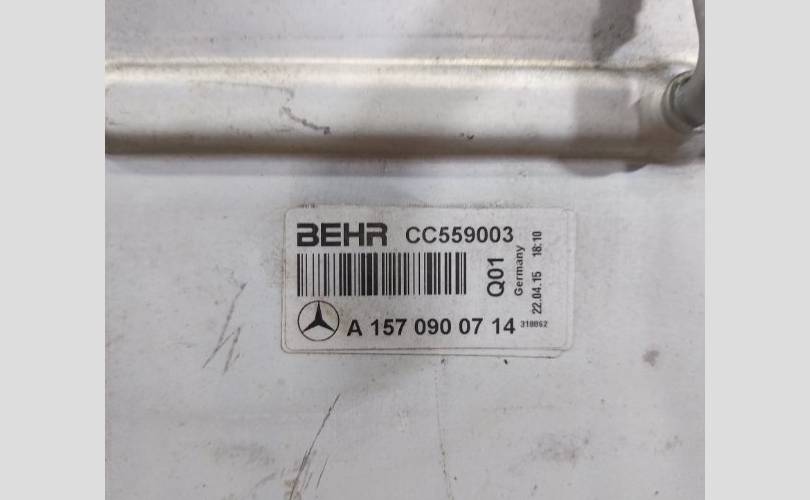 BEHR CC559003
Q01
Germany
22.04.15 18:10
A 157 090 07 14 318862